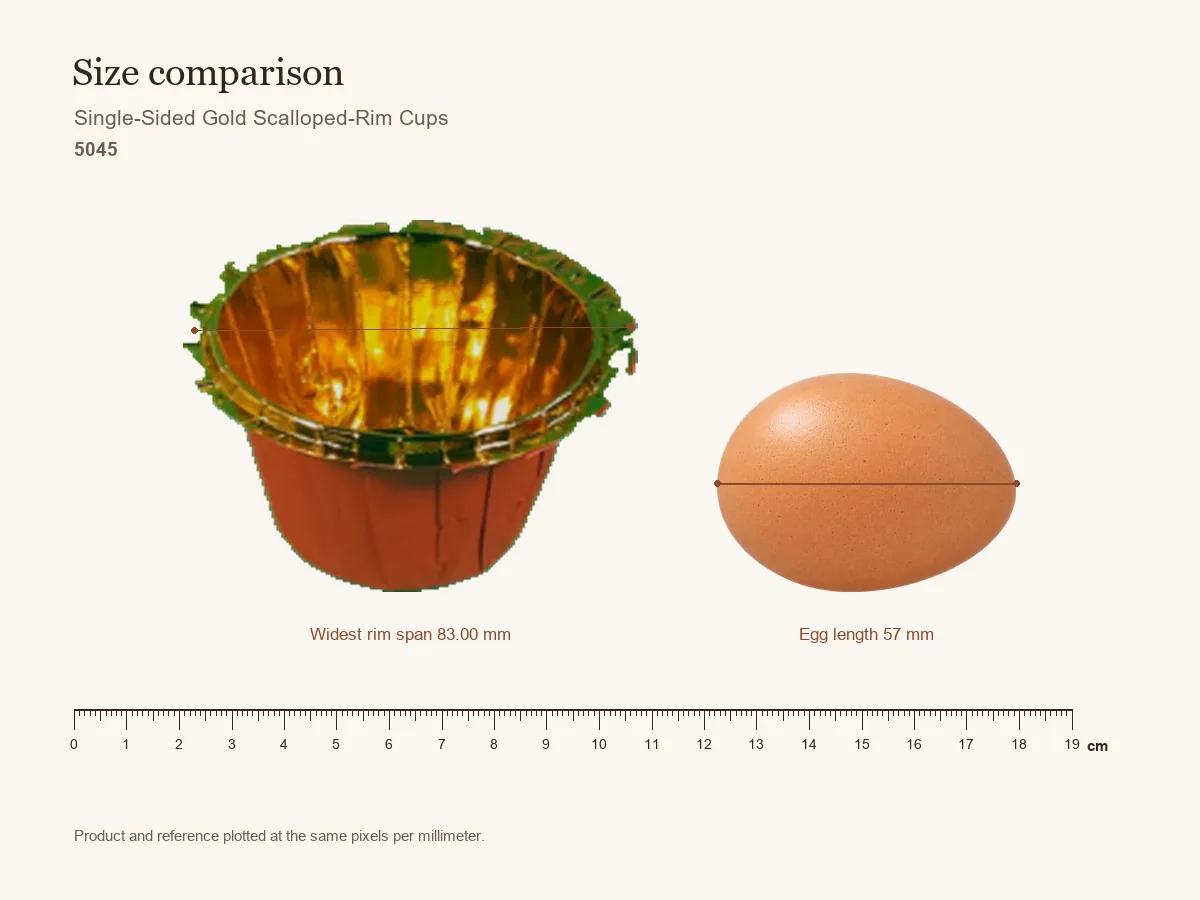 Size comparison
Single-Sided Gold Scalloped-Rim Cups
5045
Widest rim span 83.00 mm
Egg length 57 mm
0 1 2 3 4 5 6 7 8 9 10 11 12 13 14 15 16 17 18 19 cm
Product and reference plotted at the same pixels per millimeter.